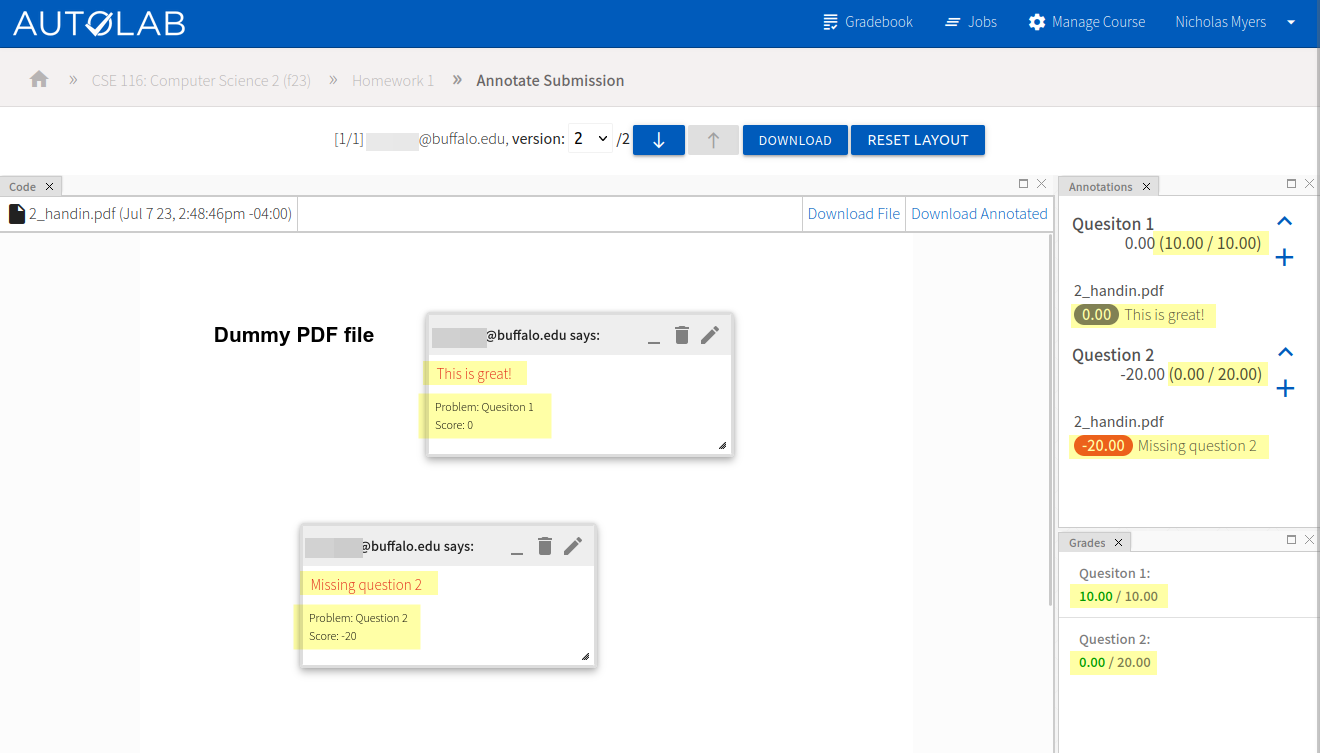 AUTOLAB
Gradebook
Jobs
Manage Course
Nicholas Myers
» CSE 116: Computer Science 2 (f23) » Homework 1 » Annotate Submission
[1/1] @buffalo.edu, version: 2 /2 ↓ ↑ DOWNLOAD RESET LAYOUT
Code
2_handin.pdf (Jul 7 23, 2:48:46pm -04:00)
Download File
Download Annotated
Dummy PDF file
@buffalo.edu says:
This is great!
Problem: Quesiton 1
Score: 0
@buffalo.edu says:
Missing question 2
Problem: Question 2
Score: -20
Annotations
Quesiton 1
0.00 (10.00 / 10.00)
2_handin.pdf
0.00 This is great!
Question 2
-20.00 (0.00 / 20.00)
2_handin.pdf
-20.00 Missing question 2
Grades
Quesiton 1:
10.00 / 10.00
Question 2:
0.00 / 20.00